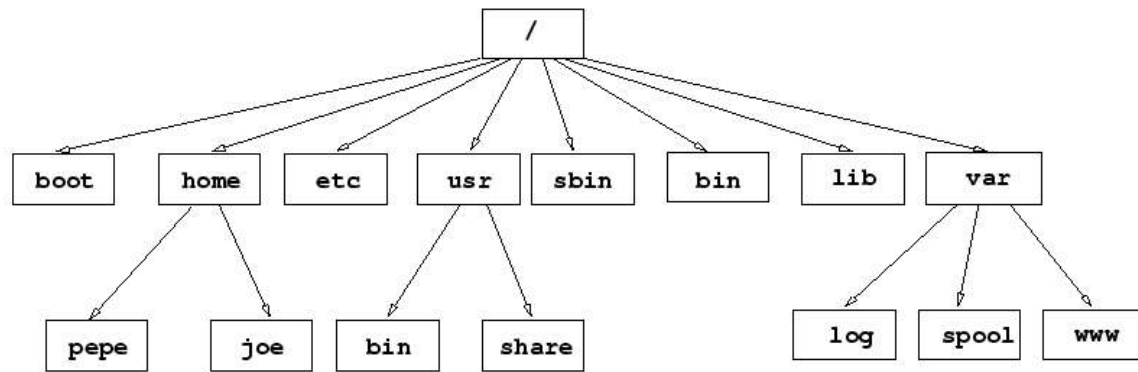 /
boot home etc usr sbin bin lib var
pepe joe bin share log spool www